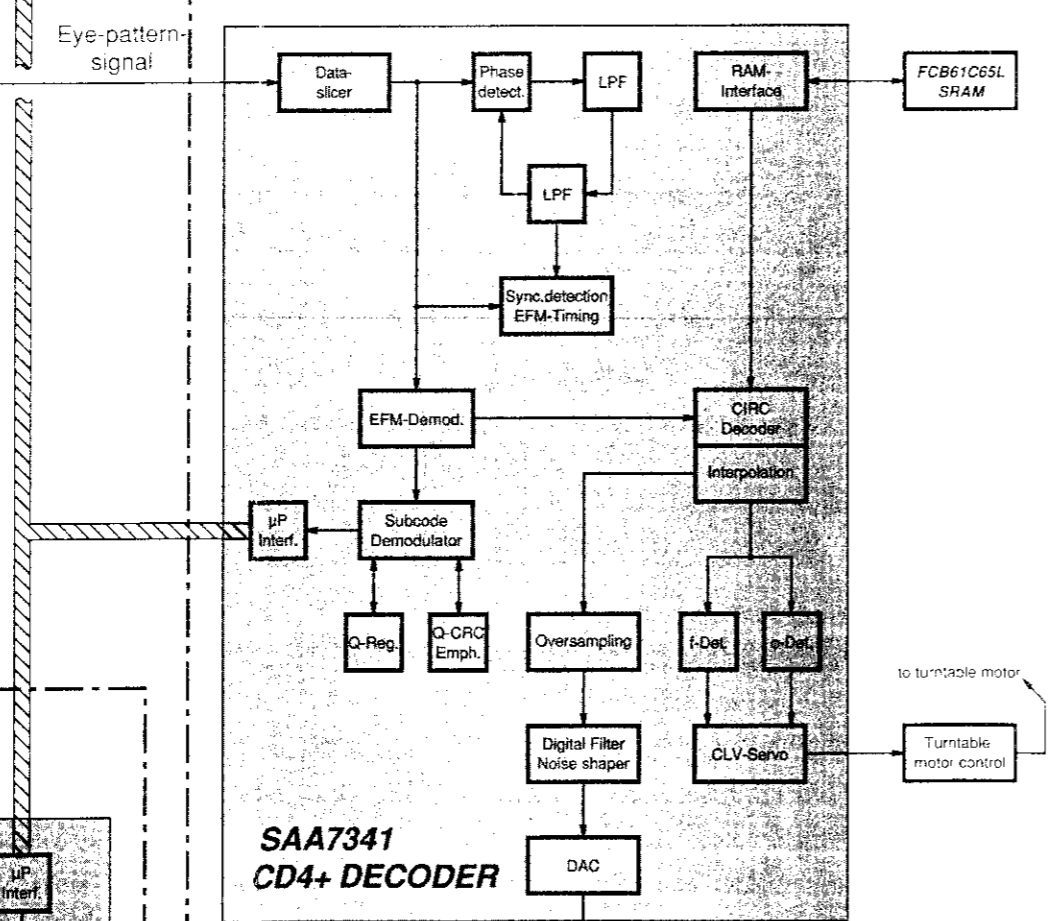 Eye-pattern-
signal
Data-
slicer
Phase
detect.
LPF
RAM-
Interface
FCB61C65L
SRAM
LPF
Sync.detection
EFM-Timing
EFM-Demod.
CIRC
Decoder
Interpolation
µP
Interf.
Subcode
Demodulator
Q-Reg.
Q-CRC
Emph.
Oversampling
f-Det.
-Det.
to turntable motor
Digital Filter
Noise shaper
CLV-Servo
Turntable
motor control
SAA7341
CD4+ DECODER
DAC
µP
Interf.